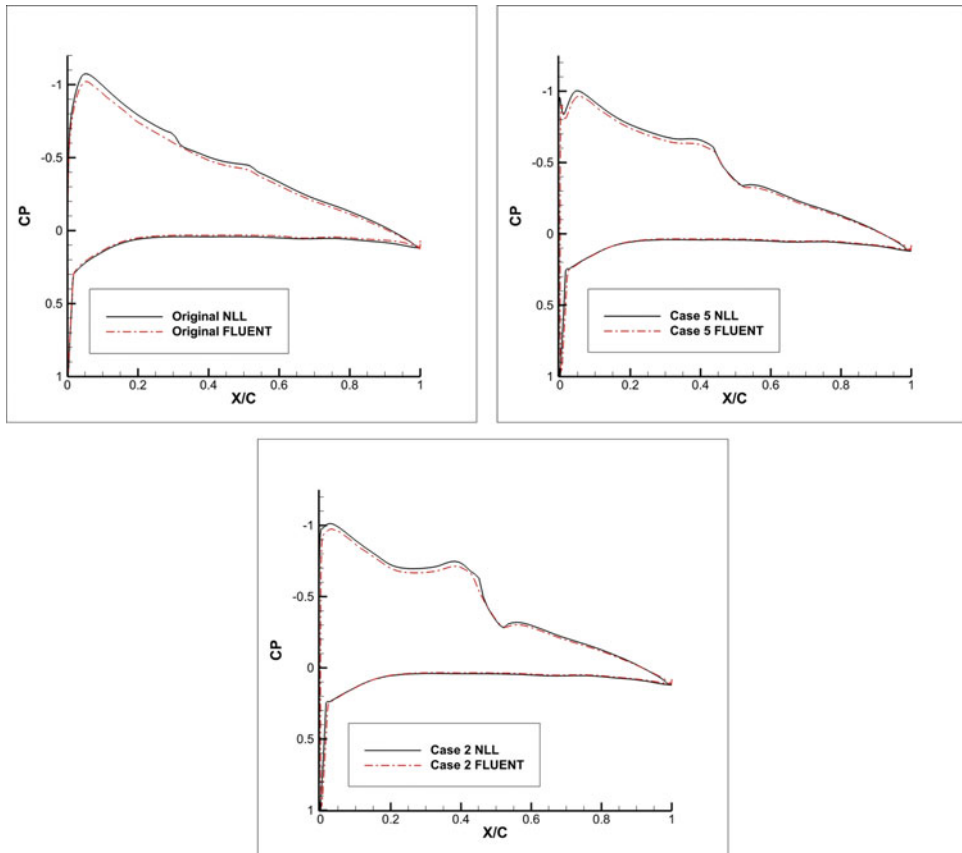 -1
-0.5
CP
0
0.5
1
Original NLL
Original FLUENT
0 0.2 0.4 0.6 0.8 1
X/C
-1
-0.5
CP
0
0.5
1
Case 5 NLL
Case 5 FLUENT
0 0.2 0.4 0.6 0.8 1
X/C
-1
-0.5
CP
0
0.5
1
Case 2 NLL
Case 2 FLUENT
0 0.2 0.4 0.6 0.8 1
X/C